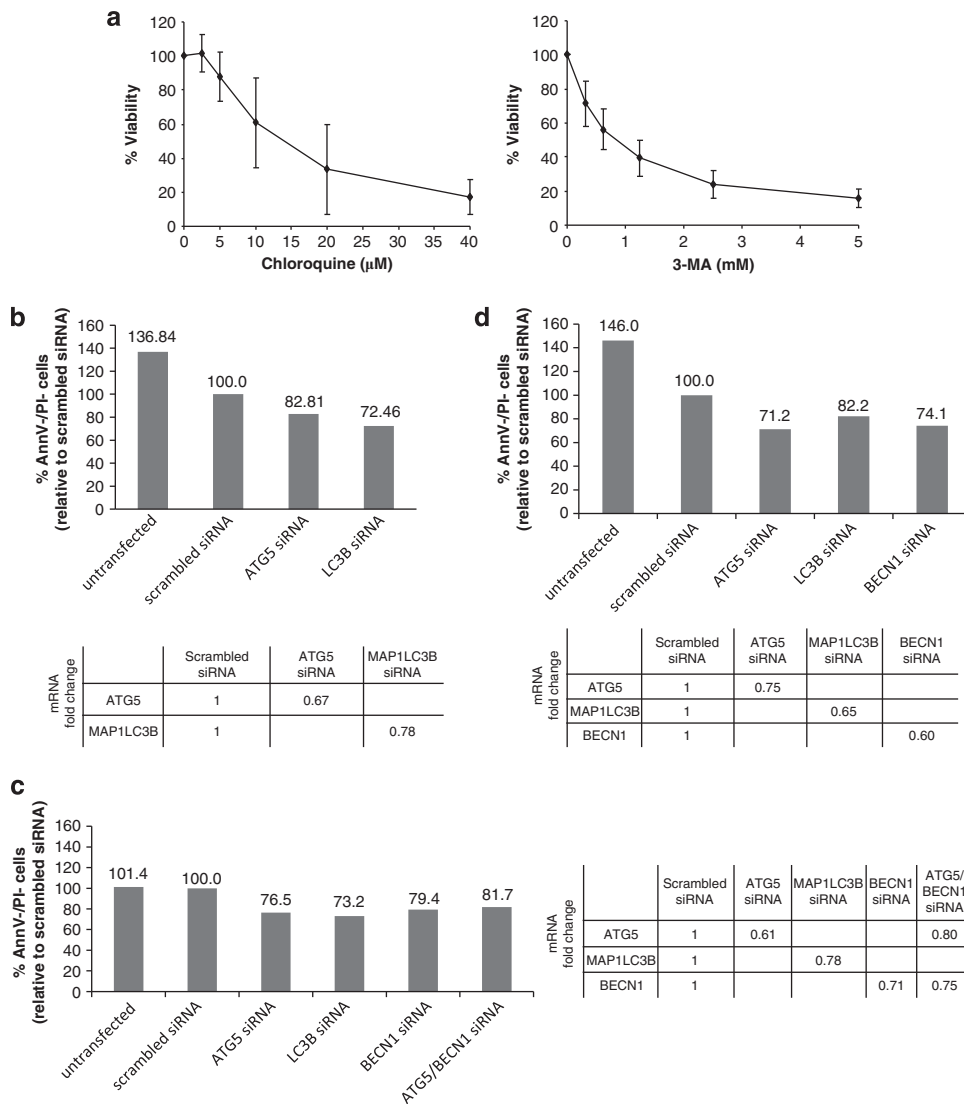 a
120
100
80
60
40
20
0
% Viability
0 5 10 15 20 25 30 35 40
Chloroquine (μM)
120
100
80
60
40
20
0
% Viability
0 1 2 3 4 5
3-MA (mM)
b
% AnnV-/PI- cells
(relative to scrambled siRNA)
160
140
120
100
80
60
40
20
0
136.84
100.0
82.81
72.46
untransfected
scrambled siRNA
ATG5 siRNA
LC3B siRNA
mRNA
fold change
Scrambled siRNA
ATG5 siRNA
MAP1LC3B siRNA
ATG5 1 0.67
MAP1LC3B 1 0.78
d
% AnnV-/PI- cells
(relative to scrambled siRNA)
160
140
120
100
80
60
40
20
0
146.0
100.0
71.2
82.2
74.1
untransfected
scrambled siRNA
ATG5 siRNA
LC3B siRNA
BECN1 siRNA
mRNA
fold change
Scrambled siRNA
ATG5 siRNA
MAP1LC3B siRNA
BECN1 siRNA
ATG5 1 0.75
MAP1LC3B 1 0.65
BECN1 1 0.60
c
% AnnV-/PI- cells
(relative to scrambled siRNA)
160
140
120
100
80
60
40
20
0
101.4
100.0
76.5
73.2
79.4
81.7
untransfected
scrambled siRNA
ATG5 siRNA
LC3B siRNA
BECN1 siRNA
ATG5/BECN1 siRNA
mRNA
fold change
Scrambled siRNA
ATG5 siRNA
MAP1LC3B siRNA
BECN1 siRNA
ATG5/ BECN1 siRNA
ATG5 1 0.61 0.80
MAP1LC3B 1 0.78
BECN1 1 0.71 0.75